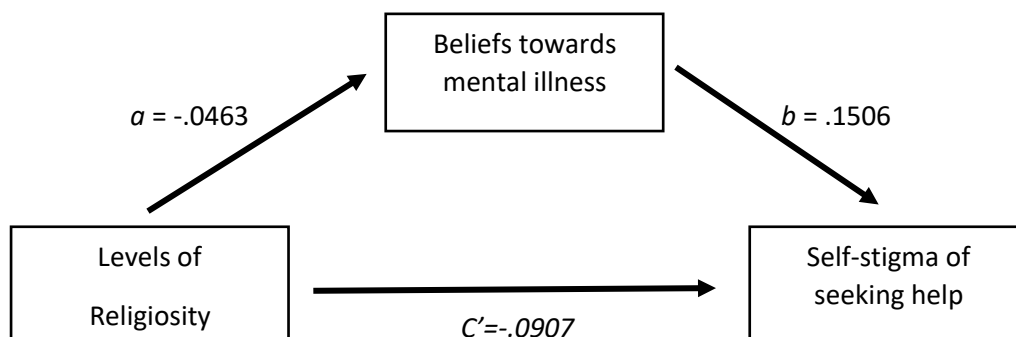 Beliefs towards
mental illness
a = -.0463
b = .1506
Levels of
Religiosity
Self-stigma of
seeking help
C’=-.0907